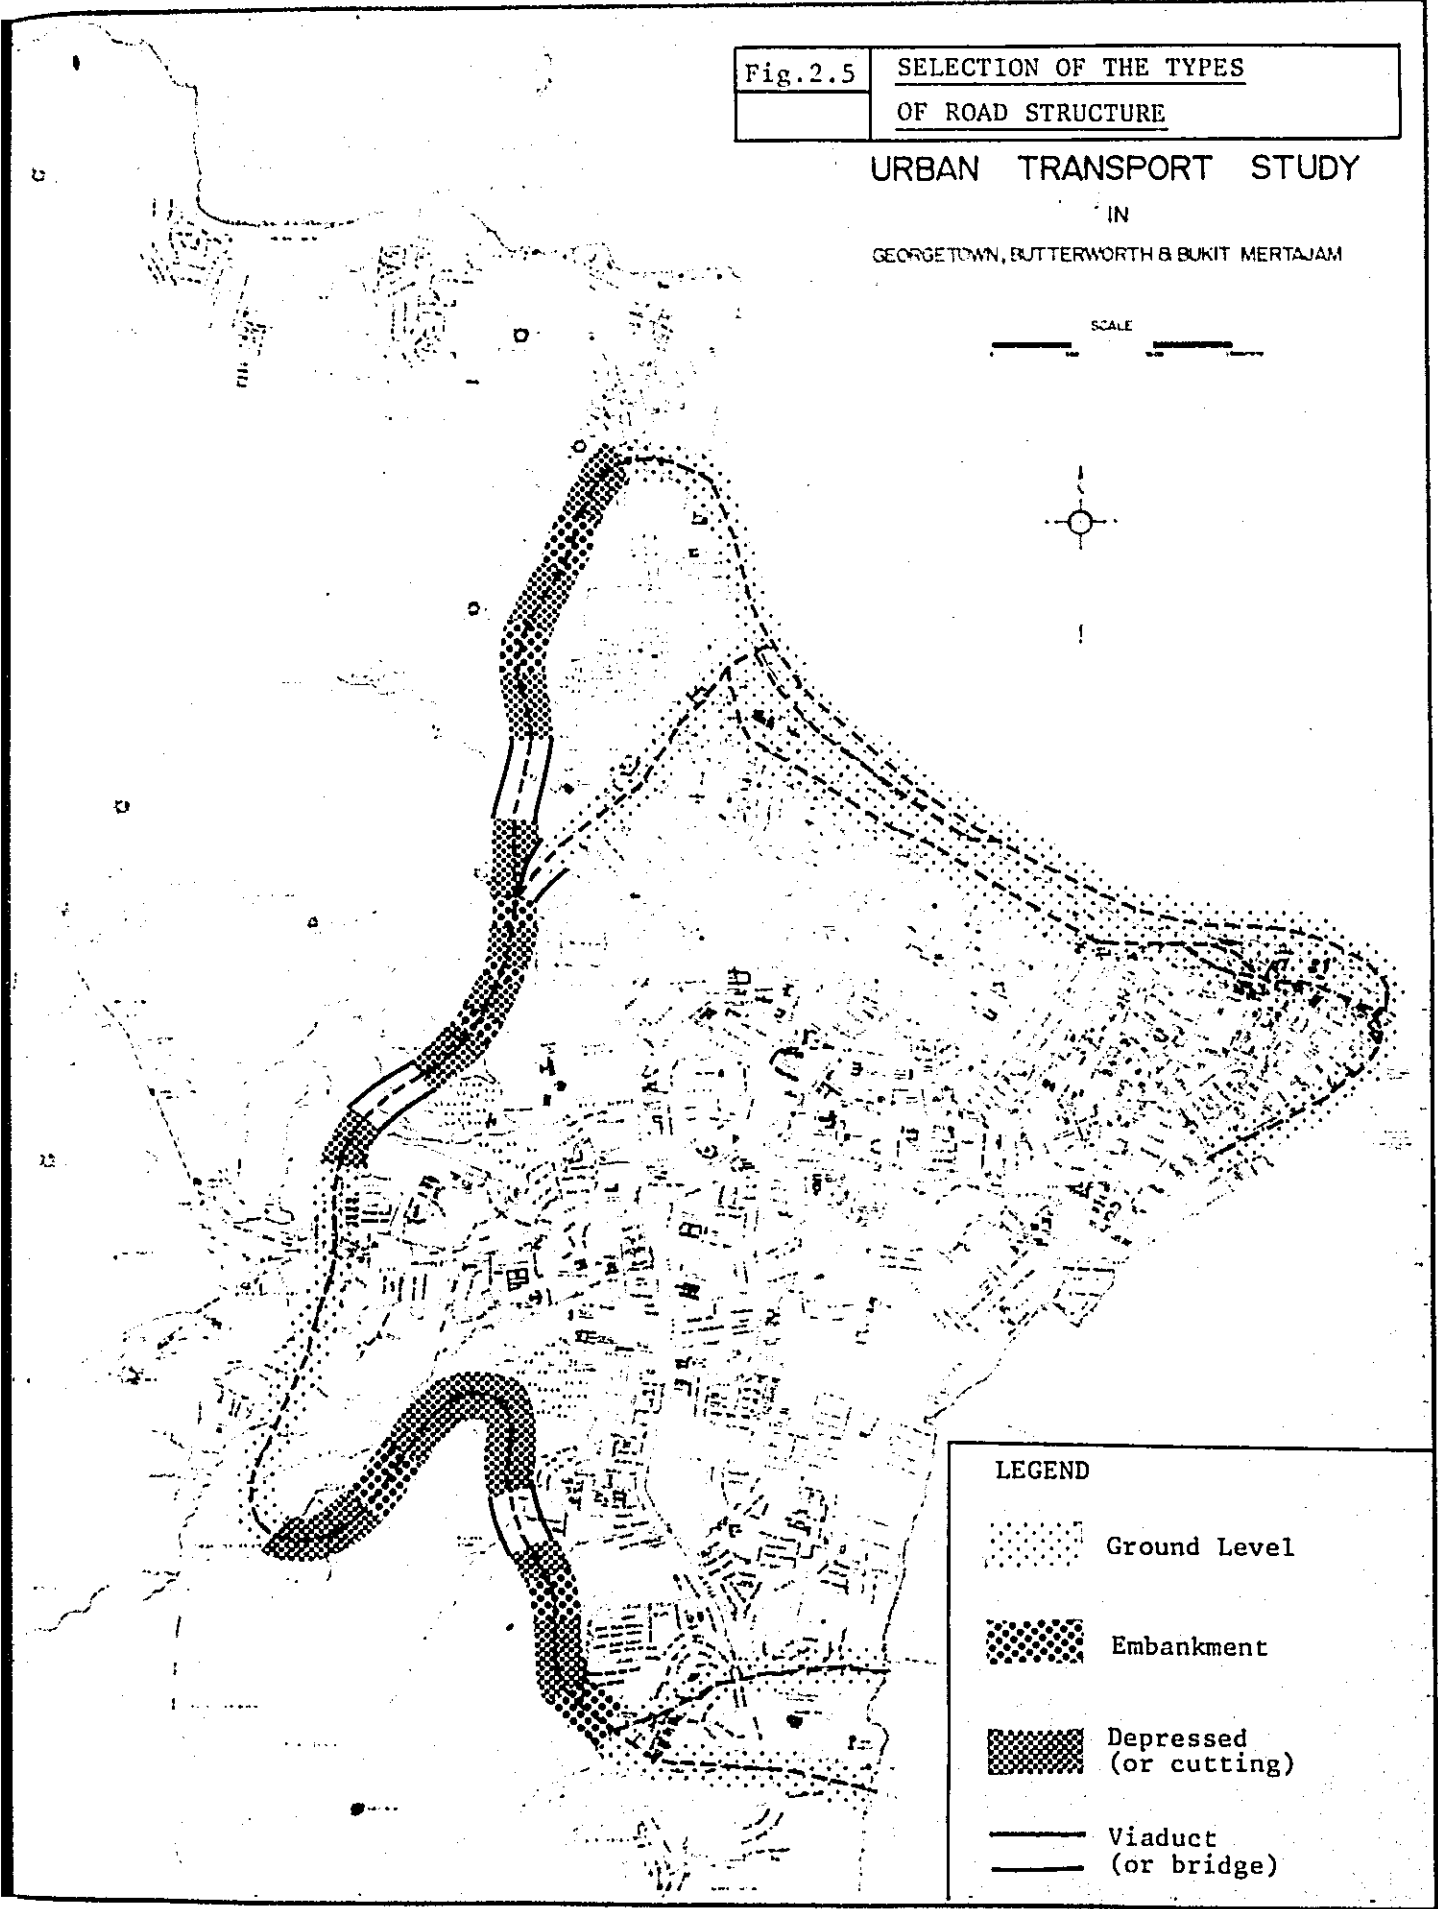 Fig.2.5
SELECTION OF THE TYPES
OF ROAD STRUCTURE
URBAN TRANSPORT STUDY
IN
GEORGETOWN, BUTTERWORTH & BUKIT MERTAJAM
SCALE
LEGEND
Ground Level
Embankment
Depressed
(or cutting)
Viaduct
(or bridge)